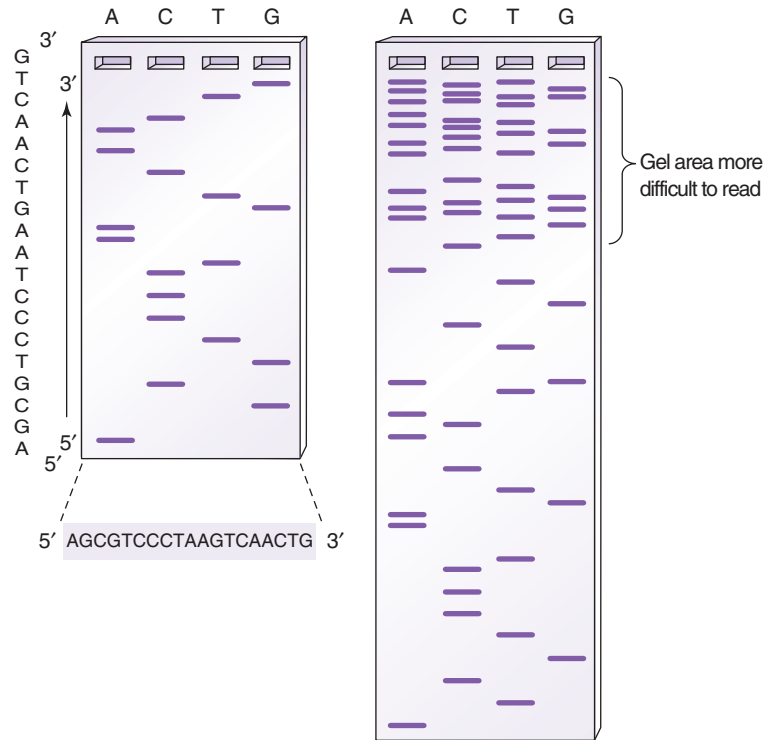 A C T G
A C T G
3′
3′
G
T
C
A
A
C
T
G
A
A
T
C
C
C
T
G
C
G
A
5′
5′
5′ AGCGTCCCTAAGTCAACTG 3′
Gel area more
difficult to read